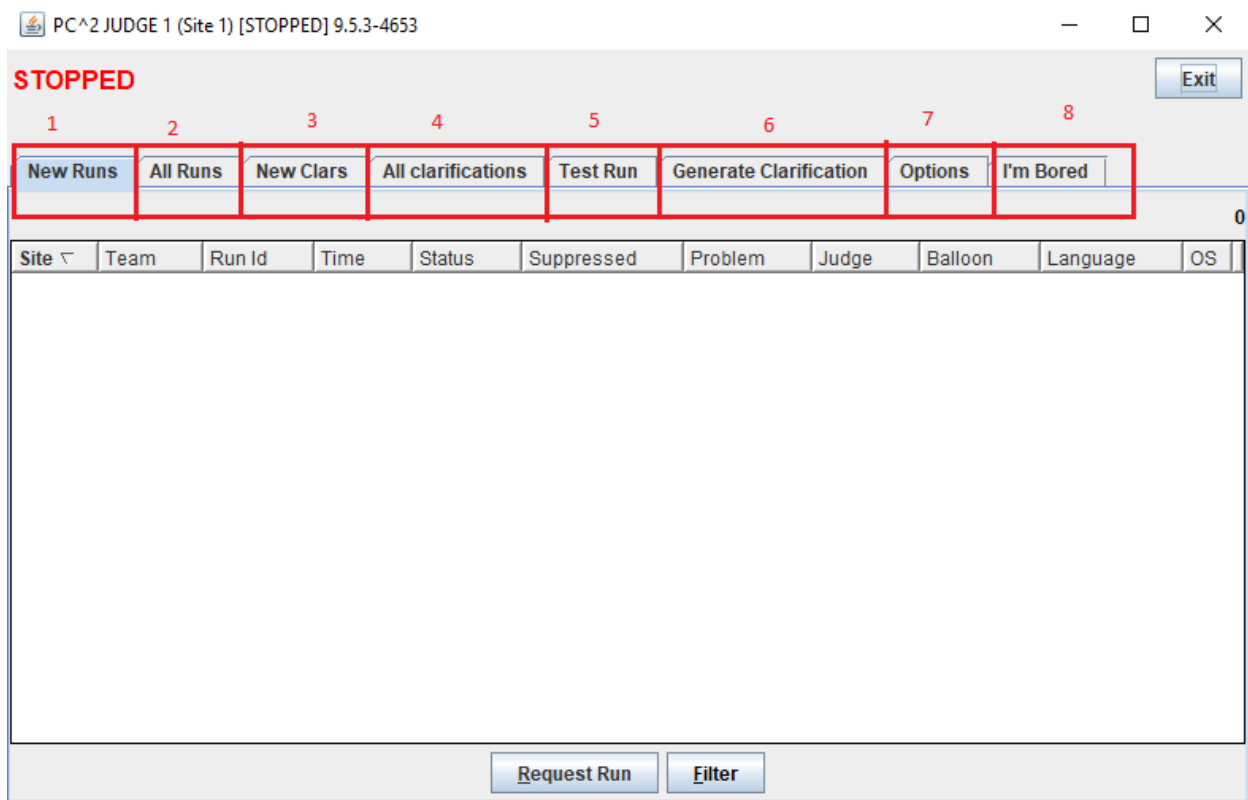 PC^2 JUDGE 1 (Site 1) [STOPPED] 9.5.3-4653
STOPPED Exit
1 2 3 4 5 6 7 8
New Runs All Runs New Clars All clarifications Test Run Generate Clarification Options I'm Bored
0
Site Team Run Id Time Status Suppressed Problem Judge Balloon Language OS
Request Run Filter